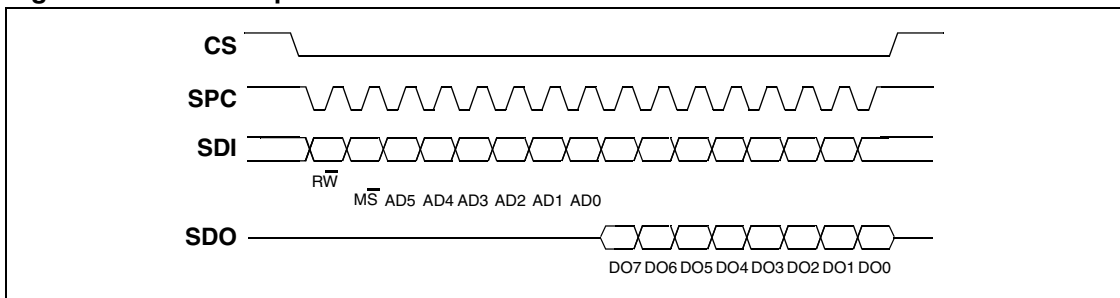 CS
SPC
SDI
RW̅
MS̅ AD5 AD4 AD3 AD2 AD1 AD0
SDO
DO7 DO6 DO5 DO4 DO3 DO2 DO1 DO0